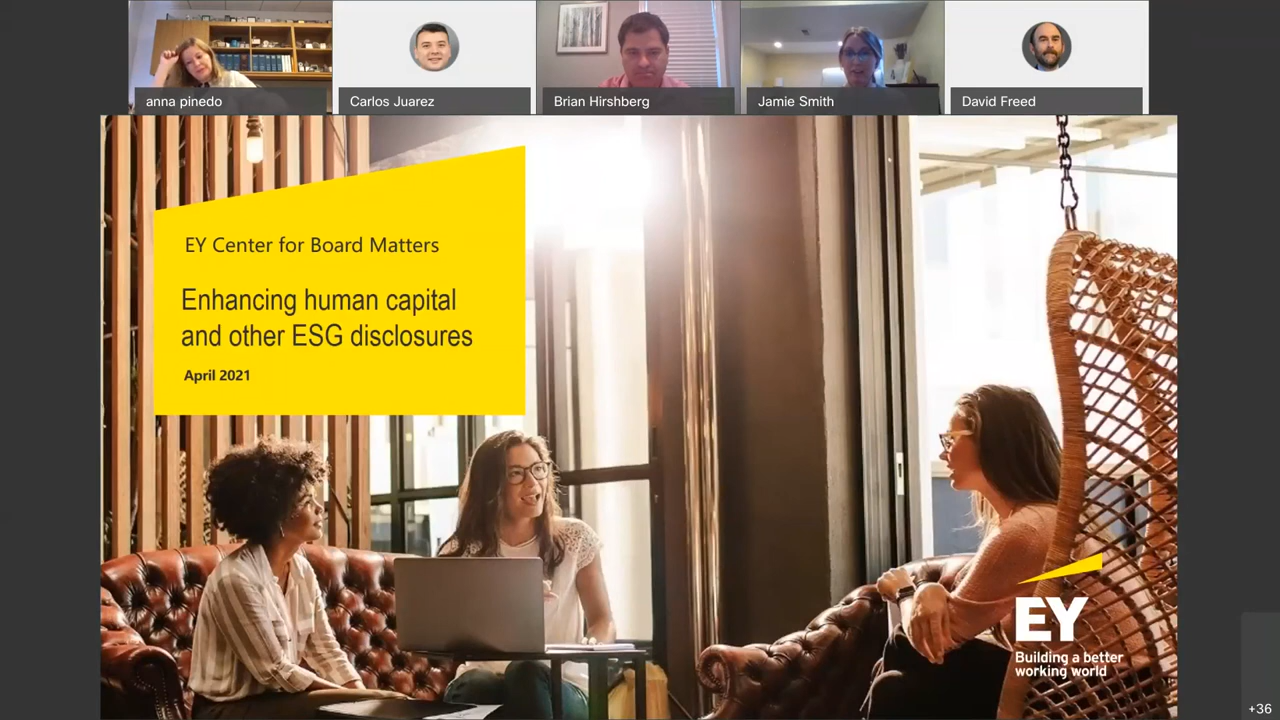 anna pinedo
Carlos Juarez
Brian Hirshberg
Jamie Smith
David Freed
EY Center for Board Matters
Enhancing human capital
and other ESG disclosures
April 2021
EY
Building a better
working world
+36